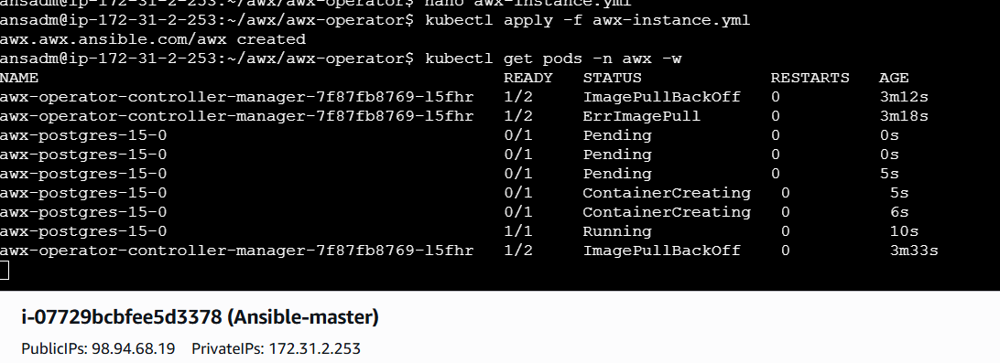 ansadm@ip-172-31-2-253:~/awx/awx-operator$ nano awx-instance.yml
ansadm@ip-172-31-2-253:~/awx/awx-operator$ kubectl apply -f awx-instance.yml
awx.awx.ansible.com/awx created
ansadm@ip-172-31-2-253:~/awx/awx-operator$ kubectl get pods -n awx -w
NAME READY STATUS RESTARTS AGE
awx-operator-controller-manager-7f87fb8769-l5fhr 1/2 ImagePullBackOff 0 3m12s
awx-operator-controller-manager-7f87fb8769-l5fhr 1/2 ErrImagePull 0 3m18s
awx-postgres-15-0 0/1 Pending 0 0s
awx-postgres-15-0 0/1 Pending 0 0s
awx-postgres-15-0 0/1 Pending 0 5s
awx-postgres-15-0 0/1 ContainerCreating 0 5s
awx-postgres-15-0 0/1 ContainerCreating 0 6s
awx-postgres-15-0 1/1 Running 0 10s
awx-operator-controller-manager-7f87fb8769-l5fhr 1/2 ImagePullBackOff 0 3m33s
i-07729bcbfee5d3378 (Ansible-master)
PublicIPs: 98.94.68.19 PrivateIPs: 172.31.2.253